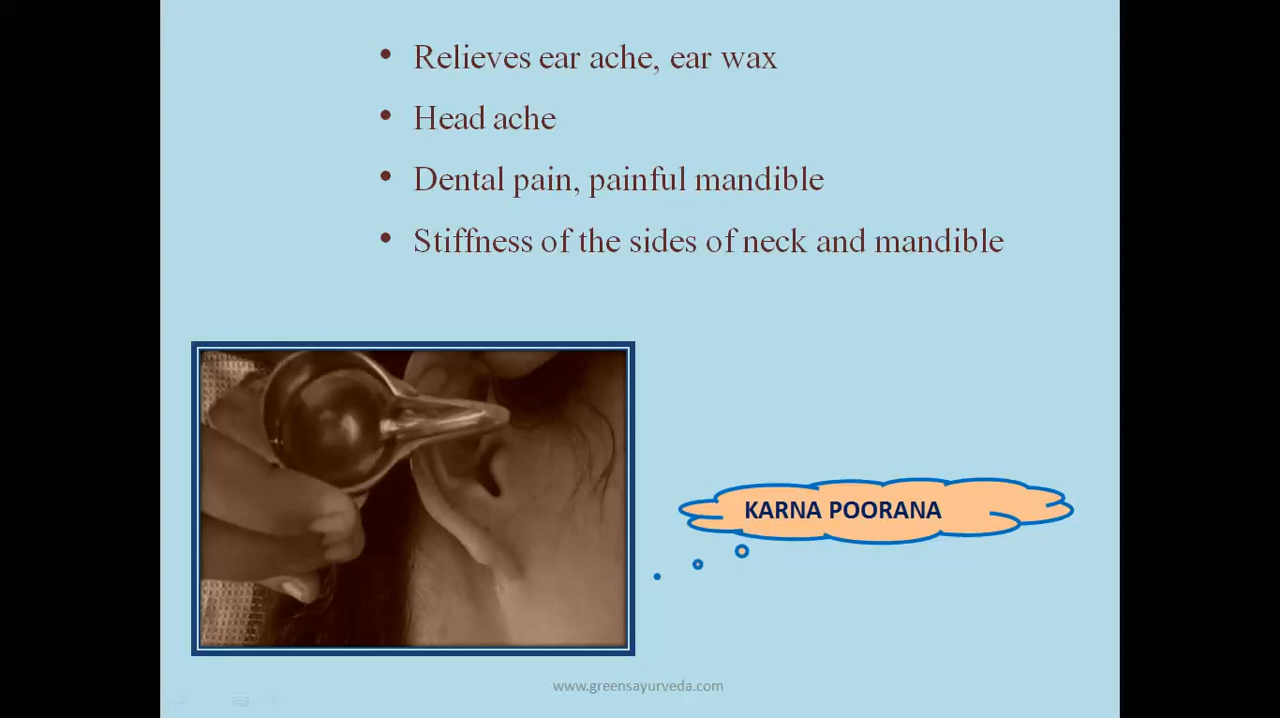 • Relieves ear ache, ear wax
• Head ache
• Dental pain, painful mandible
• Stiffness of the sides of neck and mandible
KARNA POORANA
www.greensayurveda.com